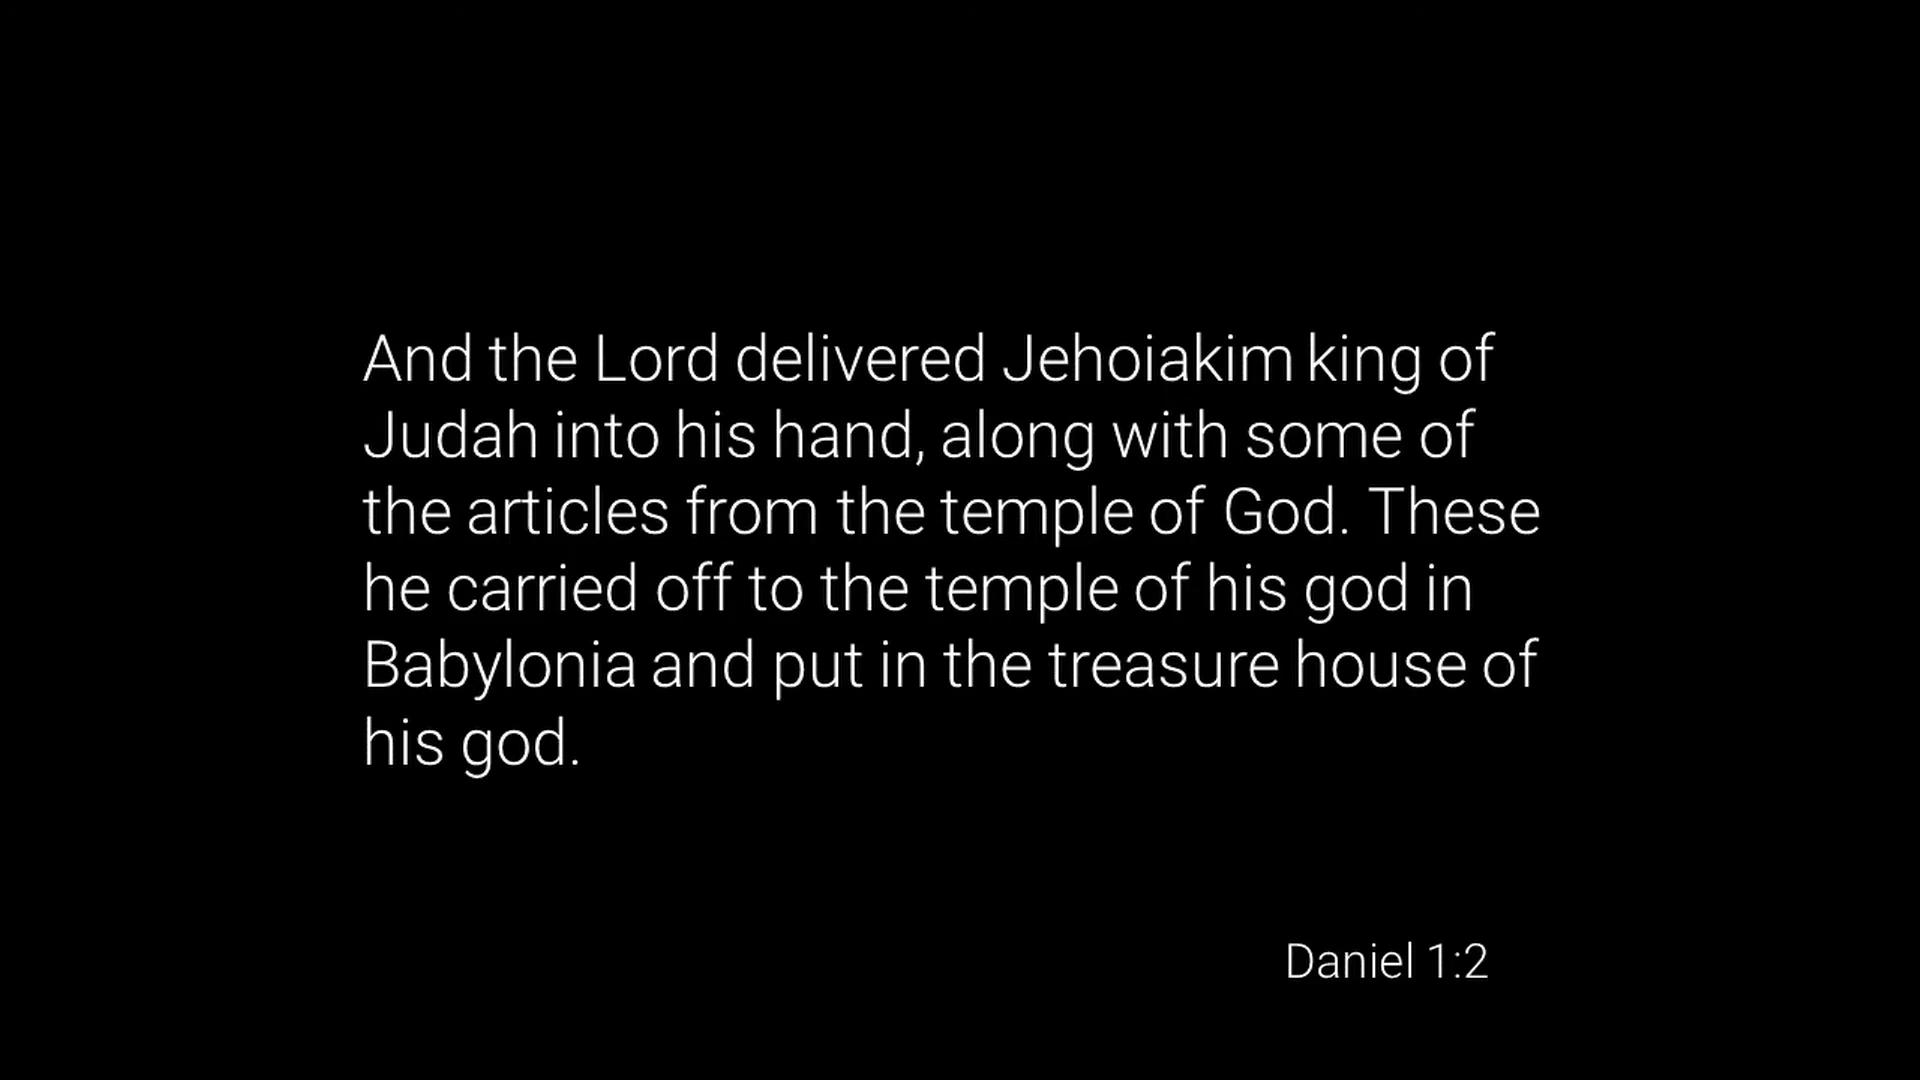 And the Lord delivered Jehoiakim king of
Judah into his hand, along with some of
the articles from the temple of God. These
he carried off to the temple of his god in
Babylonia and put in the treasure house of
his god.
Daniel 1:2